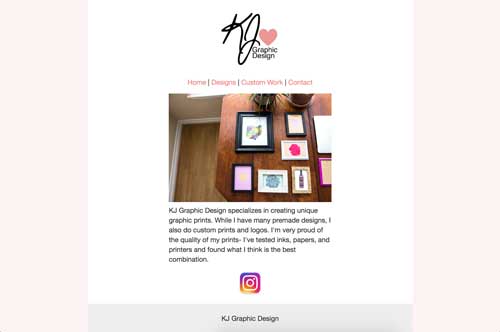 KJ
Graphic
Design
Home | Designs | Custom Work | Contact
KJ Graphic Design specializes in creating unique
graphic prints. While I have many premade designs, I
also do custom prints and logos. I'm very proud of
the quality of my prints- I've tested inks, papers, and
printers and found what I think is the best
combination.
KJ Graphic Design